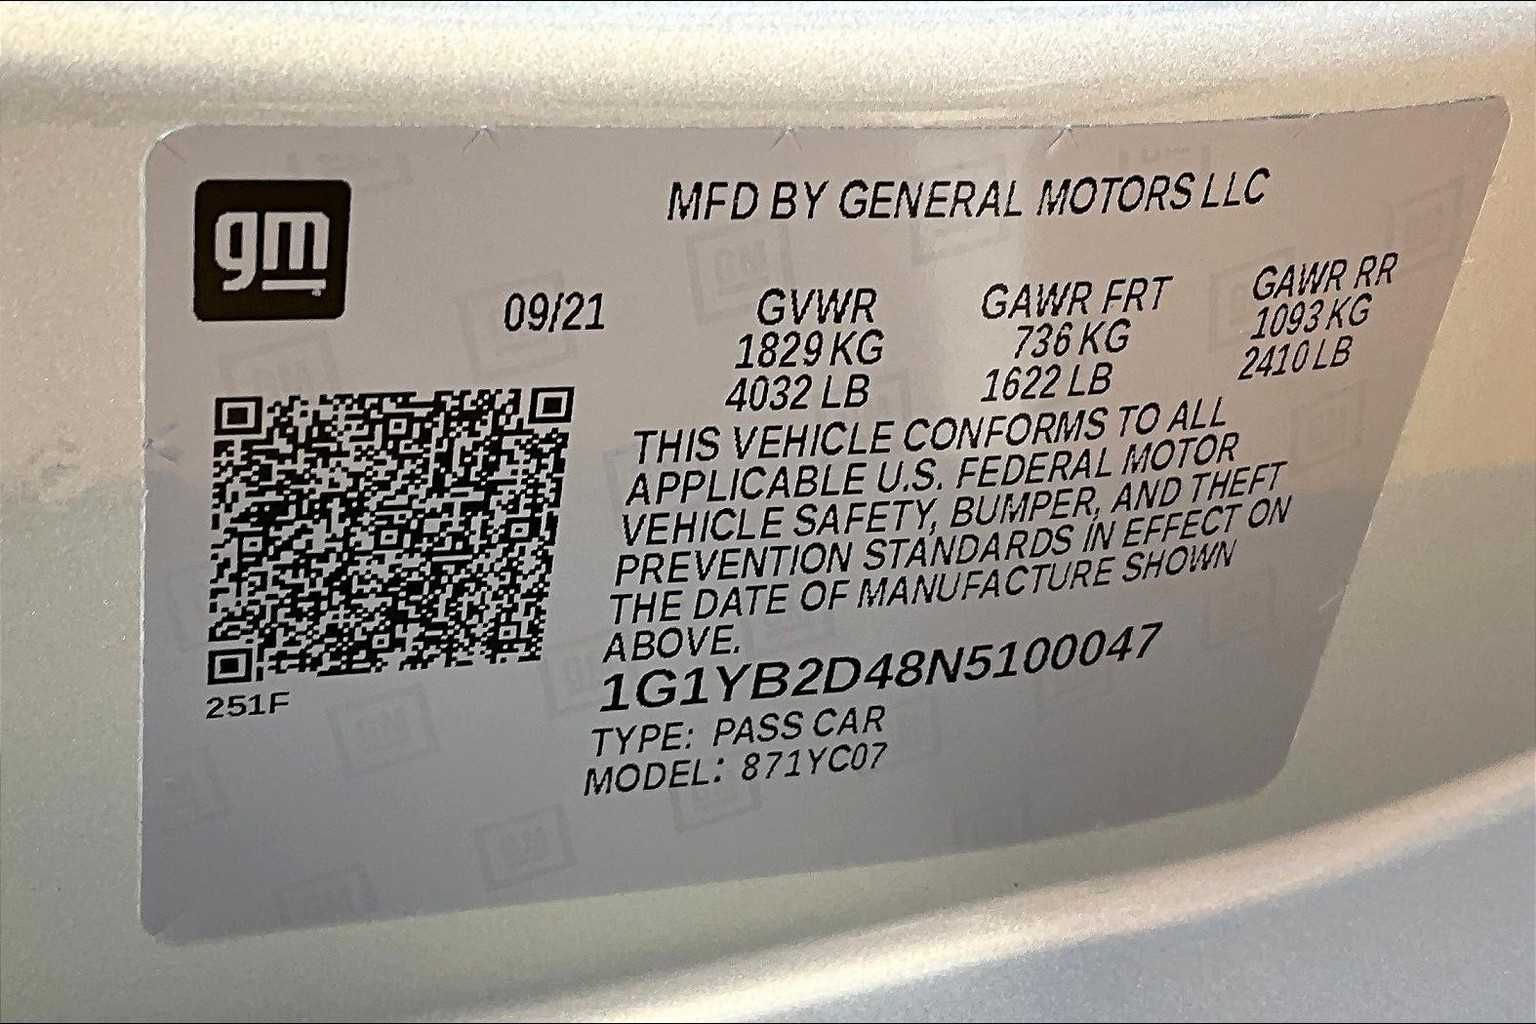 gm
MFD BY GENERAL MOTORS LLC
09/21
GVWR
1829 KG
4032 LB
GAWR FRT
736 KG
1622 LB
GAWR RR
1093 KG
2410 LB
THIS VEHICLE CONFORMS TO ALL
APPLICABLE U.S. FEDERAL MOTOR
VEHICLE SAFETY, BUMPER, AND THEFT
PREVENTION STANDARDS IN EFFECT ON
THE DATE OF MANUFACTURE SHOWN
ABOVE.
1G1YB2D48N5100047
TYPE: PASS CAR
MODEL: 871YC07
251F